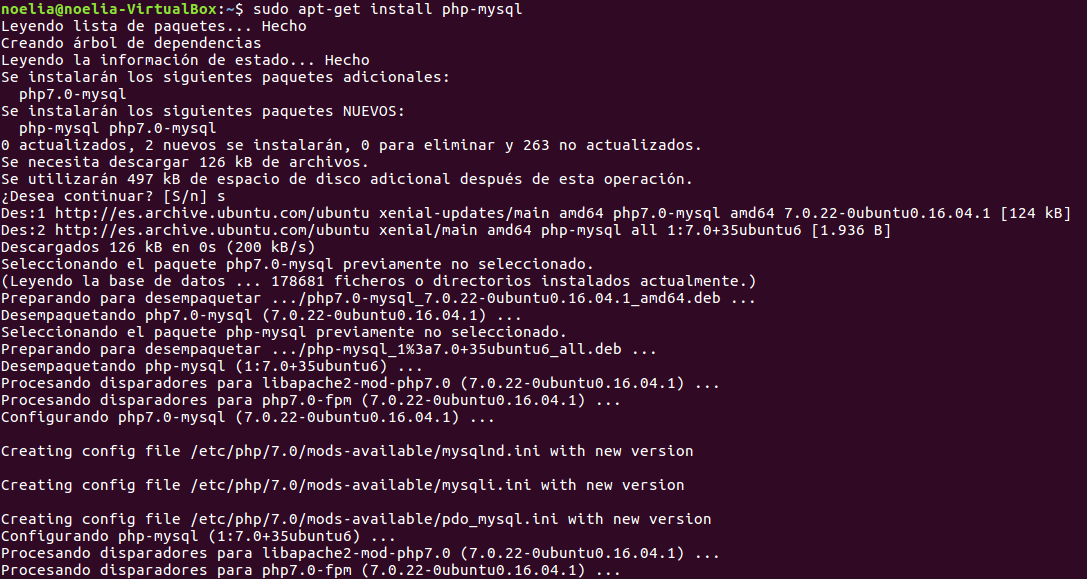 noelia@noelia-VirtualBox:~$ sudo apt-get install php-mysql
Leyendo lista de paquetes... Hecho
Creando árbol de dependencias
Leyendo la información de estado... Hecho
Se instalarán los siguientes paquetes adicionales:
  php7.0-mysql
Se instalarán los siguientes paquetes NUEVOS:
  php-mysql php7.0-mysql
0 actualizados, 2 nuevos se instalarán, 0 para eliminar y 263 no actualizados.
Se necesita descargar 126 kB de archivos.
Se utilizarán 497 kB de espacio de disco adicional después de esta operación.
¿Desea continuar? [S/n] s
Des:1 http://es.archive.ubuntu.com/ubuntu xenial-updates/main amd64 php7.0-mysql amd64 7.0.22-0ubuntu0.16.04.1 [124 kB]
Des:2 http://es.archive.ubuntu.com/ubuntu xenial/main amd64 php-mysql all 1:7.0+35ubuntu6 [1.936 B]
Descargados 126 kB en 0s (200 kB/s)
Seleccionando el paquete php7.0-mysql previamente no seleccionado.
(Leyendo la base de datos ... 178681 ficheros o directorios instalados actualmente.)
Preparando para desempaquetar .../php7.0-mysql_7.0.22-0ubuntu0.16.04.1_amd64.deb ...
Desempaquetando php7.0-mysql (7.0.22-0ubuntu0.16.04.1) ...
Seleccionando el paquete php-mysql previamente no seleccionado.
Preparando para desempaquetar .../php-mysql_1%3a7.0+35ubuntu6_all.deb ...
Desempaquetando php-mysql (1:7.0+35ubuntu6) ...
Procesando disparadores para libapache2-mod-php7.0 (7.0.22-0ubuntu0.16.04.1) ...
Procesando disparadores para php7.0-fpm (7.0.22-0ubuntu0.16.04.1) ...
Configurando php7.0-mysql (7.0.22-0ubuntu0.16.04.1) ...

Creating config file /etc/php/7.0/mods-available/mysqlnd.ini with new version

Creating config file /etc/php/7.0/mods-available/mysqli.ini with new version

Creating config file /etc/php/7.0/mods-available/pdo_mysql.ini with new version
Configurando php-mysql (1:7.0+35ubuntu6) ...
Procesando disparadores para libapache2-mod-php7.0 (7.0.22-0ubuntu0.16.04.1) ...
Procesando disparadores para php7.0-fpm (7.0.22-0ubuntu0.16.04.1) ...